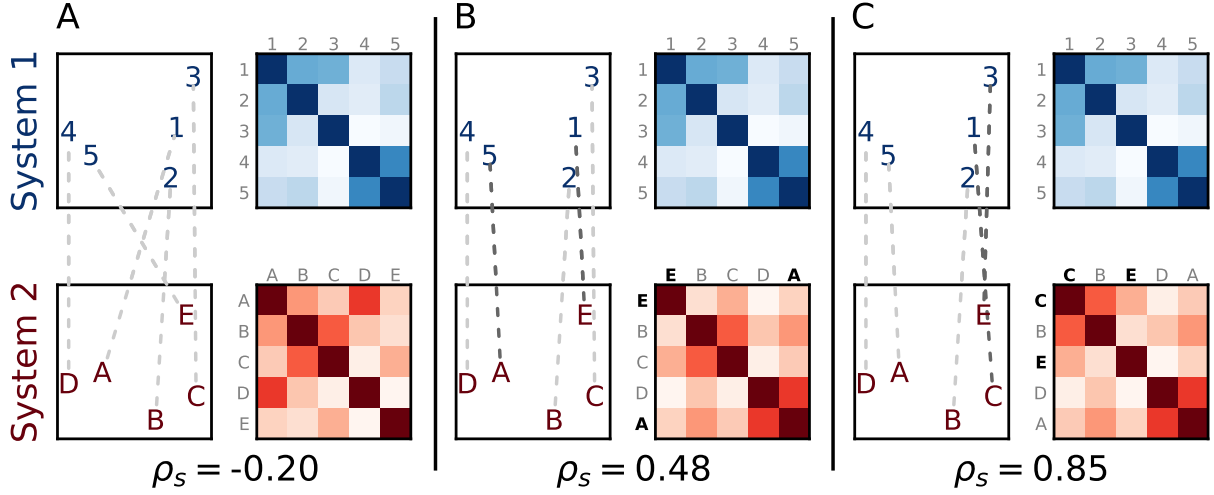 A
B
C
System 1
1 2 3 4 5
1
2
3
4
5
3
4
1
5
2
1 2 3 4 5
1
2
3
4
5
3
4
1
5
2
1 2 3 4 5
1
2
3
4
5
3
4
1
5
2
System 2
A B C D E
A
B
C
D
E
E
A
D
C
B
E B C D A
E
B
C
D
A
E
A
D
C
B
C B E D A
C
B
E
D
A
E
A
D
C
B
ρs = -0.20
ρs = 0.48
ρs = 0.85